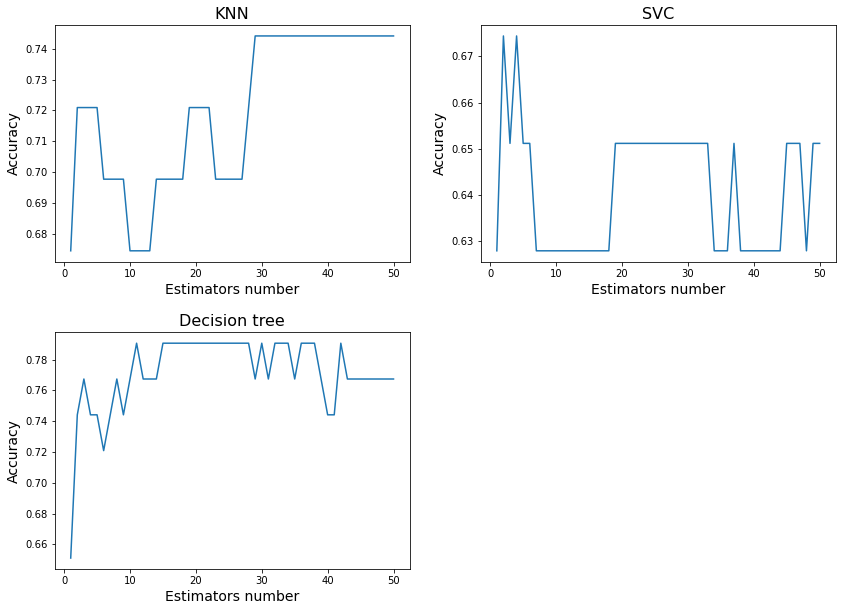 KNN
Accuracy
0.74
0.73
0.72
0.71
0.70
0.69
0.68
0 10 20 30 40 50
Estimators number
SVC
Accuracy
0.67
0.66
0.65
0.64
0.63
0 10 20 30 40 50
Estimators number
Decision tree
Accuracy
0.78
0.76
0.74
0.72
0.70
0.68
0.66
0 10 20 30 40 50
Estimators number